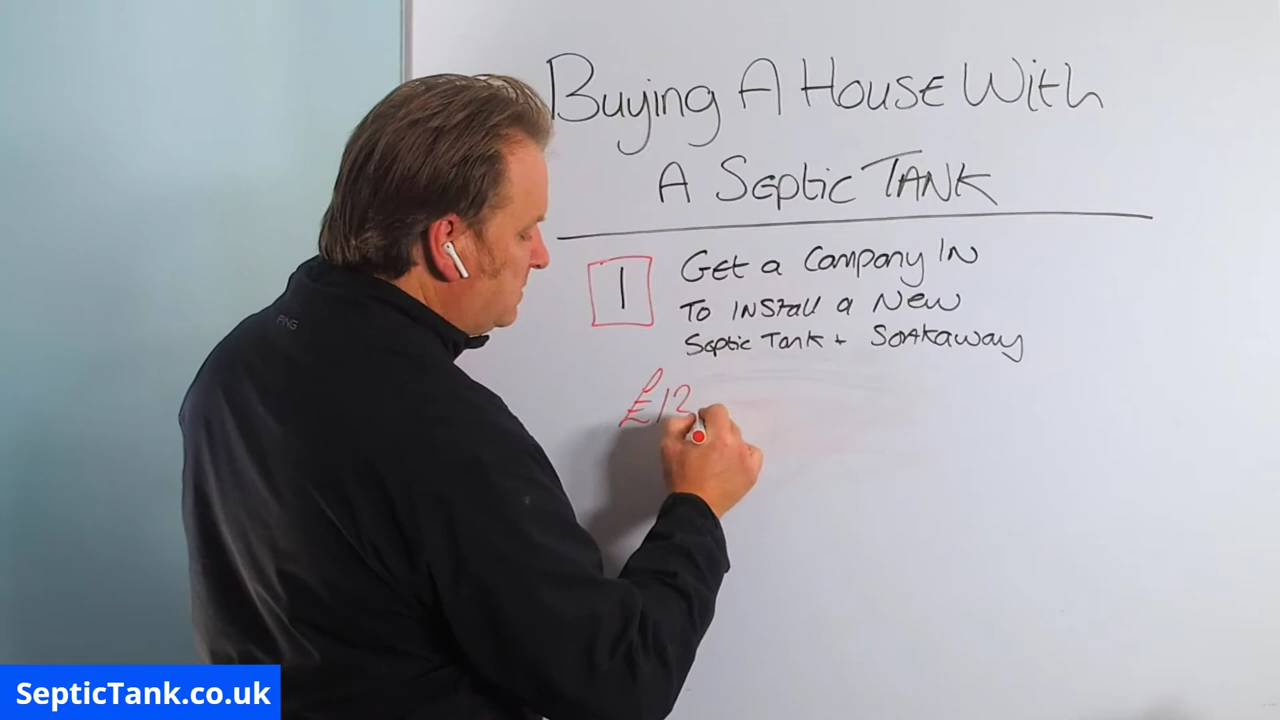 Buying A House With
A Septic Tank
1 Get a Company In
To Install a New
Septic Tank + Soakaway
£12
PING
SepticTank.co.uk